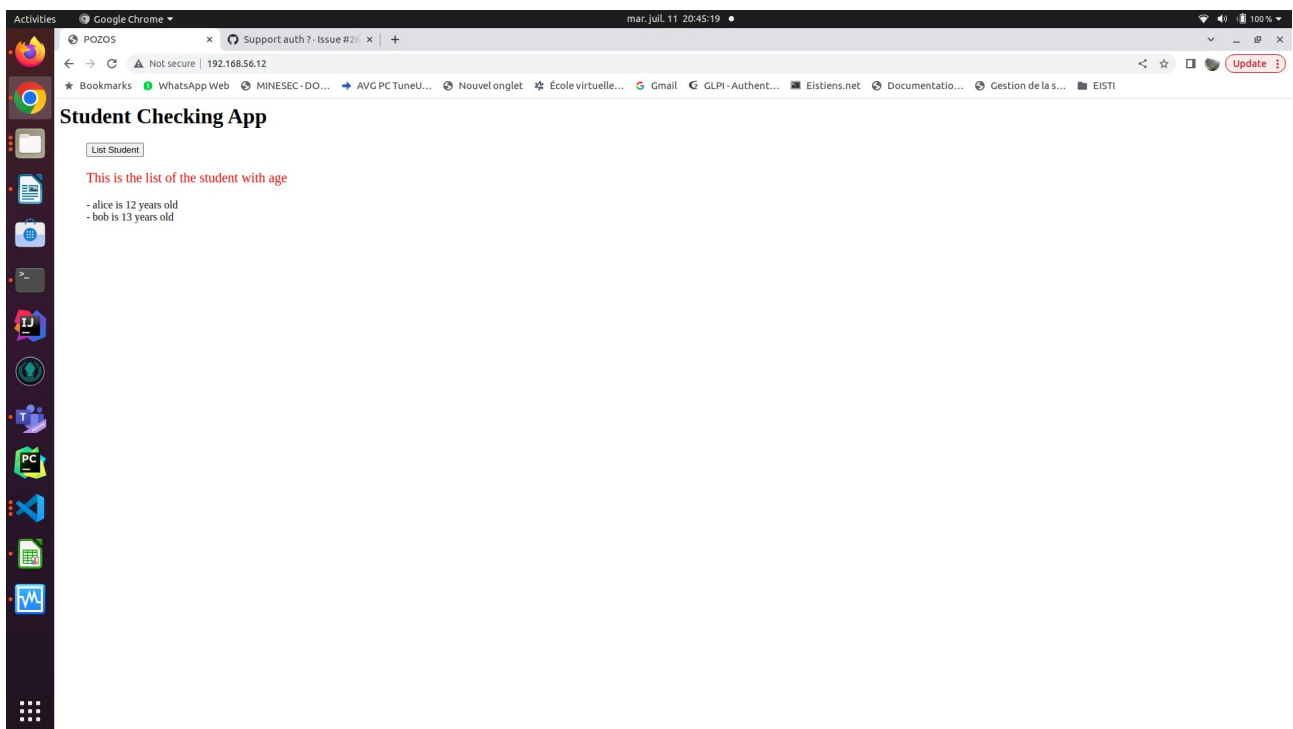 Activities Google Chrome mar. juil. 11 20:45:19 100 %
POZOS Support auth ? · Issue #26
Not secure 192.168.56.12 Update
Bookmarks WhatsApp Web MINESEC - DO... AVG PC TuneU... Nouvel onglet École virtuelle... Gmail GLPI - Authent... Eistiens.net Documentatio... Gestion de la s... EISTI
Student Checking App
List Student
This is the list of the student with age
- alice is 12 years old
- bob is 13 years old